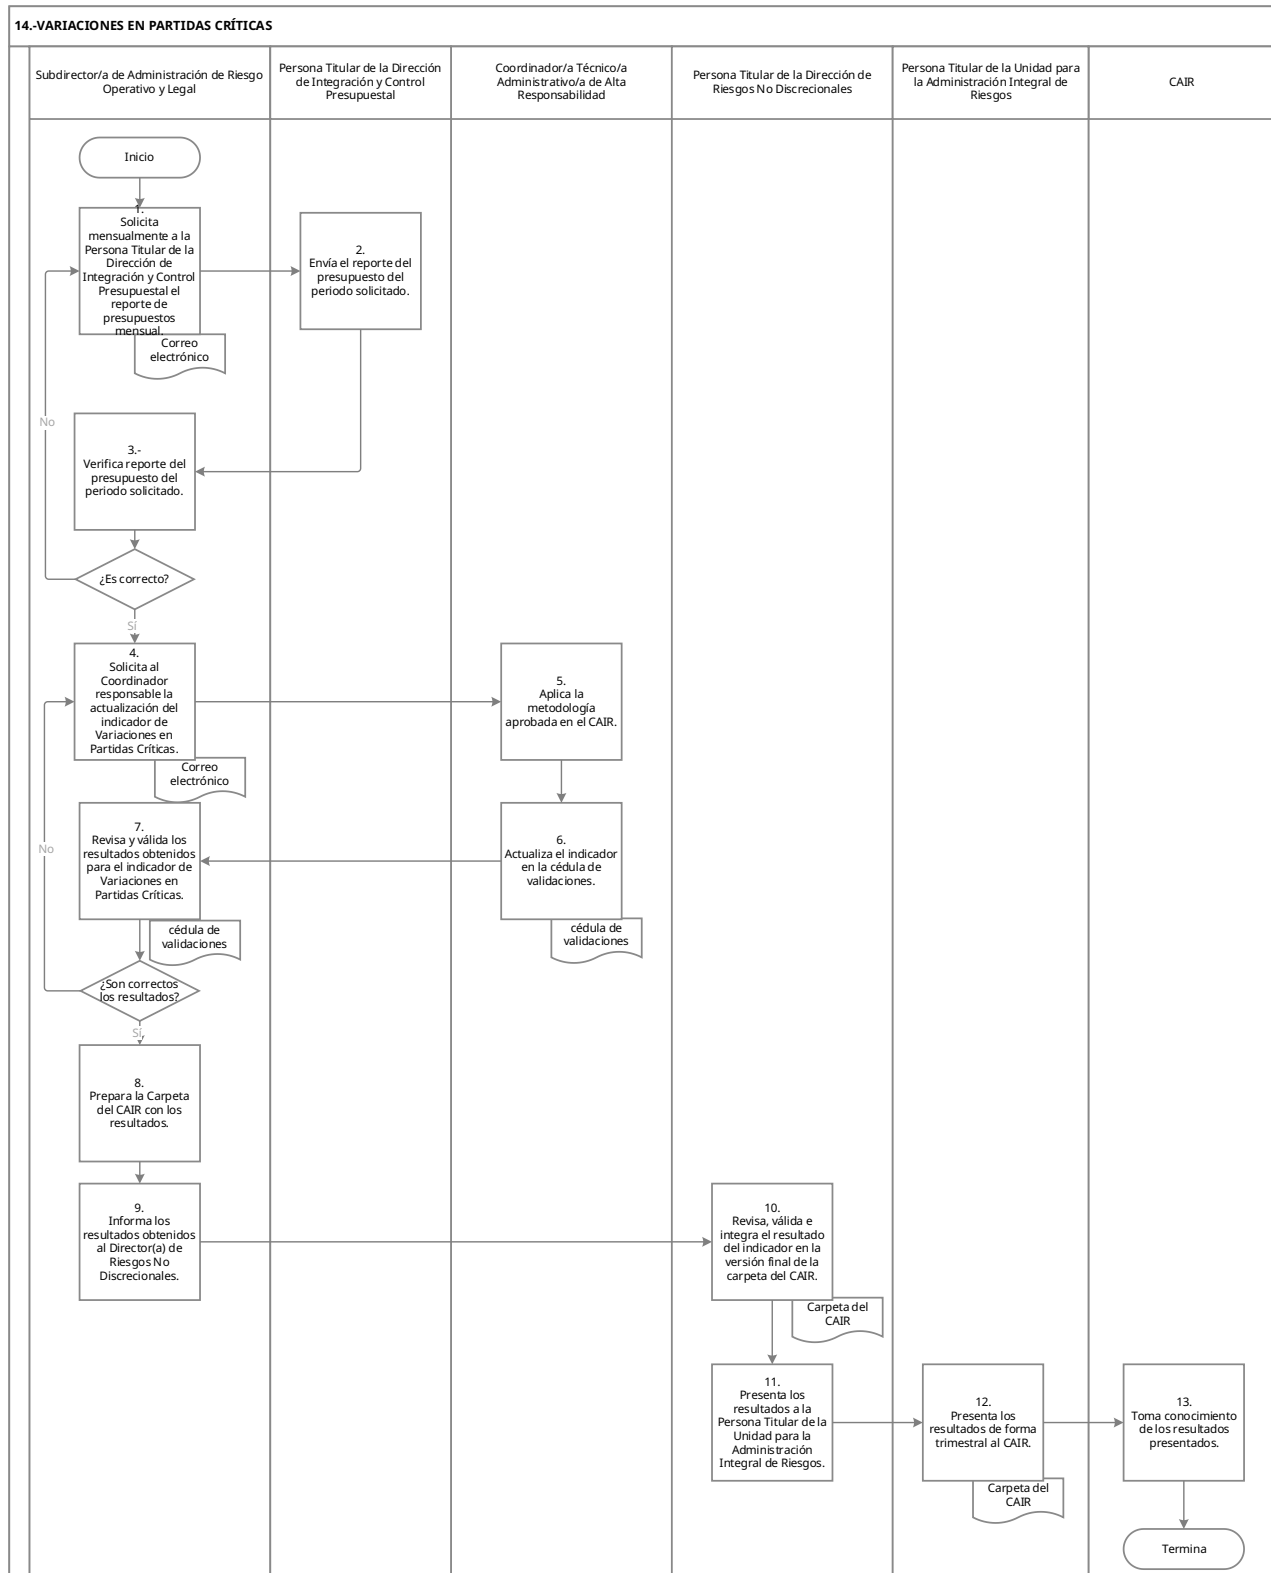 14.-VARIACIONES EN PARTIDAS CRÍTICAS
Subdirector/a de Administración de Riesgo
Operativo y Legal
Persona Titular de la Dirección
de Integración y Control
Presupuestal
Coordinador/a Técnico/a
Administrativo/a de Alta
Responsabilidad
Persona Titular de la Dirección de
Riesgos No Discrecionales
Persona Titular de la Unidad para
la Administración Integral de
Riesgos
CAIR
Inicio
1.
Solicita
mensualmente a la
Persona Titular de la
Dirección de
Integración y Control
Presupuestal el
reporte de
presupuestos
mensual.
Correo
electrónico
2.
Envía el reporte del
presupuesto del
periodo solicitado.
No
3.-
Verifica reporte del
presupuesto del
periodo solicitado.
¿Es correcto?
Sí
4.
Solicita al
Coordinador
responsable la
actualización del
indicador de
Variaciones en
Partidas Críticas.
Correo
electrónico
5.
Aplica la
metodología
aprobada en el CAIR.
6.
Actualiza el indicador
en la cédula de
validaciones.
cédula de
validaciones
No
7.
Revisa y válida los
resultados obtenidos
para el indicador de
Variaciones en
Partidas Críticas.
cédula de
validaciones
¿Son correctos
los resultados?
Sí
8.
Prepara la Carpeta
del CAIR con los
resultados.
9.
Informa los
resultados obtenidos
al Director(a) de
Riesgos No
Discrecionales.
10.
Revisa, válida e
integra el resultado
del indicador en la
versión final de la
carpeta del CAIR.
Carpeta del
CAIR
11.
Presenta los
resultados a la
Persona Titular de la
Unidad para la
Administración
Integral de Riesgos.
12.
Presenta los
resultados de forma
trimestral al CAIR.
Carpeta del
CAIR
13.
Toma conocimiento
de los resultados
presentados.
Termina